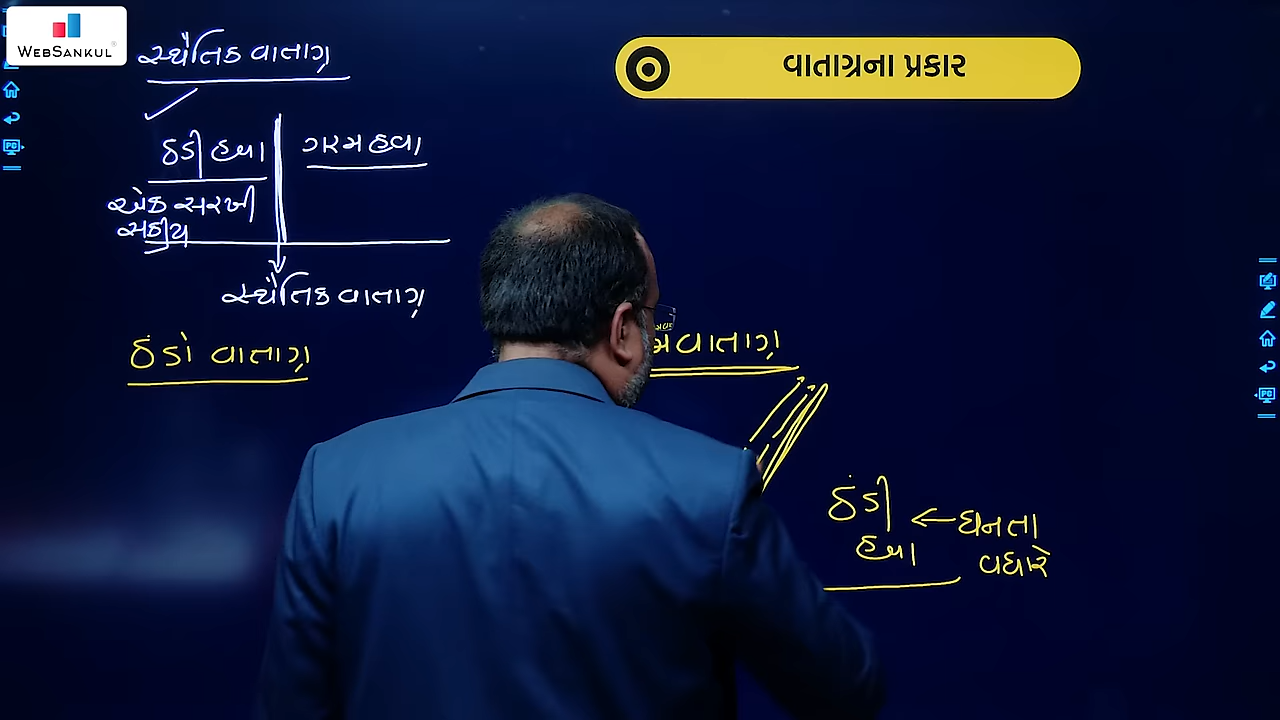 WEBSANKUL
વાતાગ્રના પ્રકાર
સ્થૈતિક વાતાગ્ર
ઠંડી હવા
ગરમ હવા
એક સરખી
સક્રીય
સ્થૈતિક વાતાગ્ર
ઠંડો વાતાગ્ર
મ વાતાગ્ર
ઠંડી
હવા
← ઘનતા
વધારે